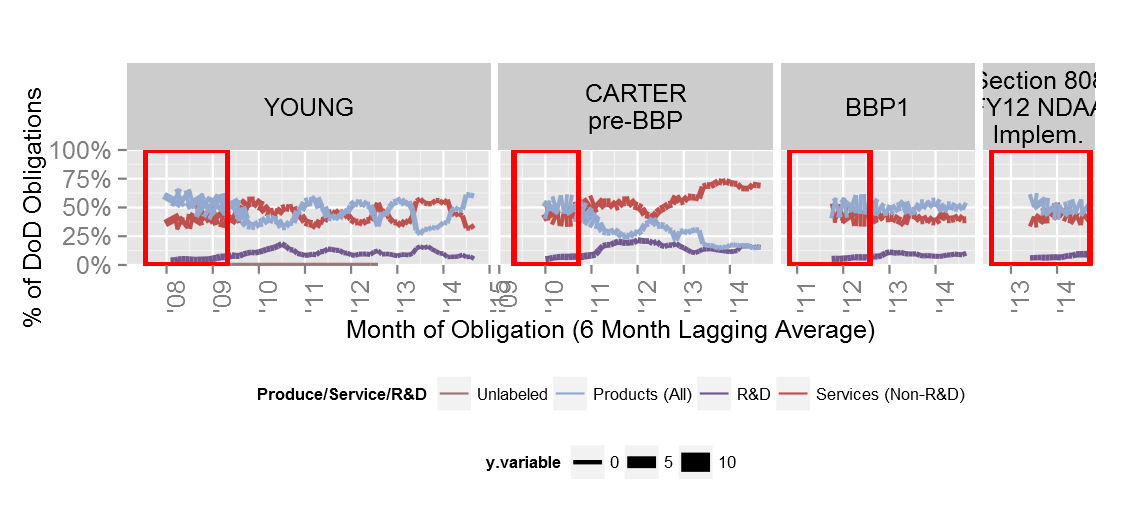 YOUNG
CARTER
pre-BBP
BBP1
Section 808
FY12 NDAA
Implem.
% of DoD Obligations
100%
75%
50%
25%
0%
'08 '09 '10 '11 '12 '13 '14 '15
'09 '10 '11 '12 '13 '14
'11 '12 '13 '14
'13 '14
Month of Obligation (6 Month Lagging Average)
Produce/Service/R&D Unlabeled Products (All) R&D Services (Non-R&D)
y.variable 0 5 10